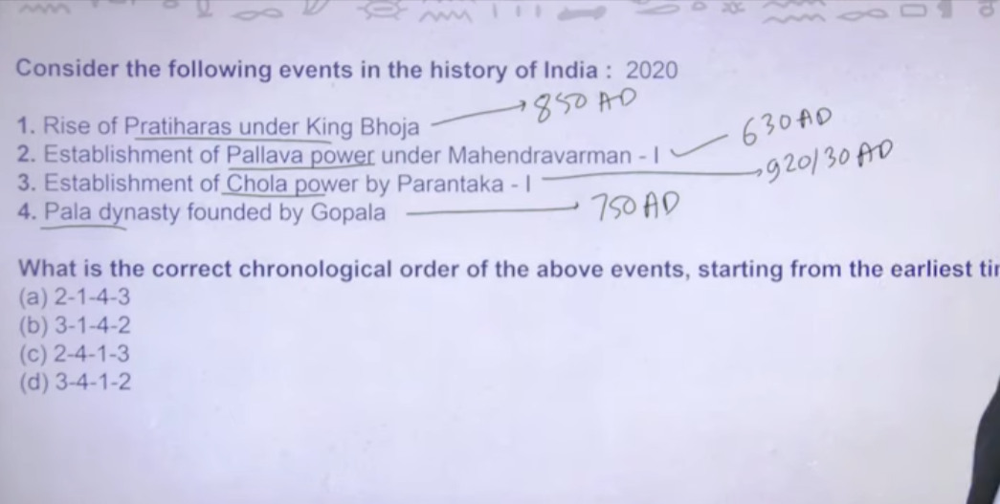 Consider the following events in the history of India : 2020
1. Rise of Pratiharas under King Bhoja → 850 AD
2. Establishment of Pallava power under Mahendravarman - I 630 AD
3. Establishment of Chola power by Parantaka - I → 920/30 AD
4. Pala dynasty founded by Gopala → 750 AD
What is the correct chronological order of the above events, starting from the earliest
(a) 2-1-4-3
(b) 3-1-4-2
(c) 2-4-1-3
(d) 3-4-1-2